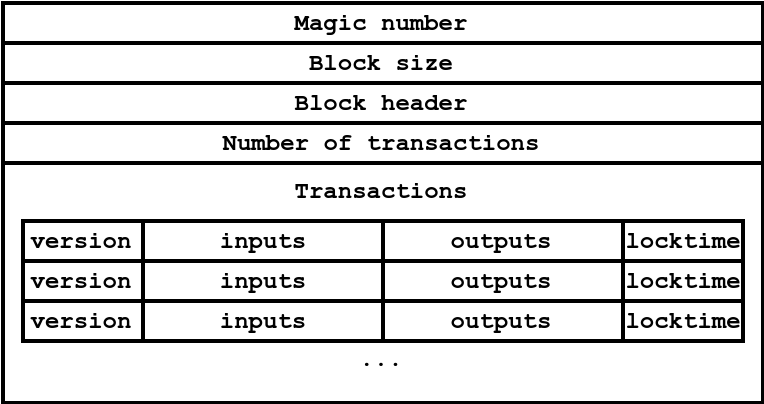 Magic number
Block size
Block header
Number of transactions
Transactions
version inputs outputs locktime
version inputs outputs locktime
version inputs outputs locktime
...